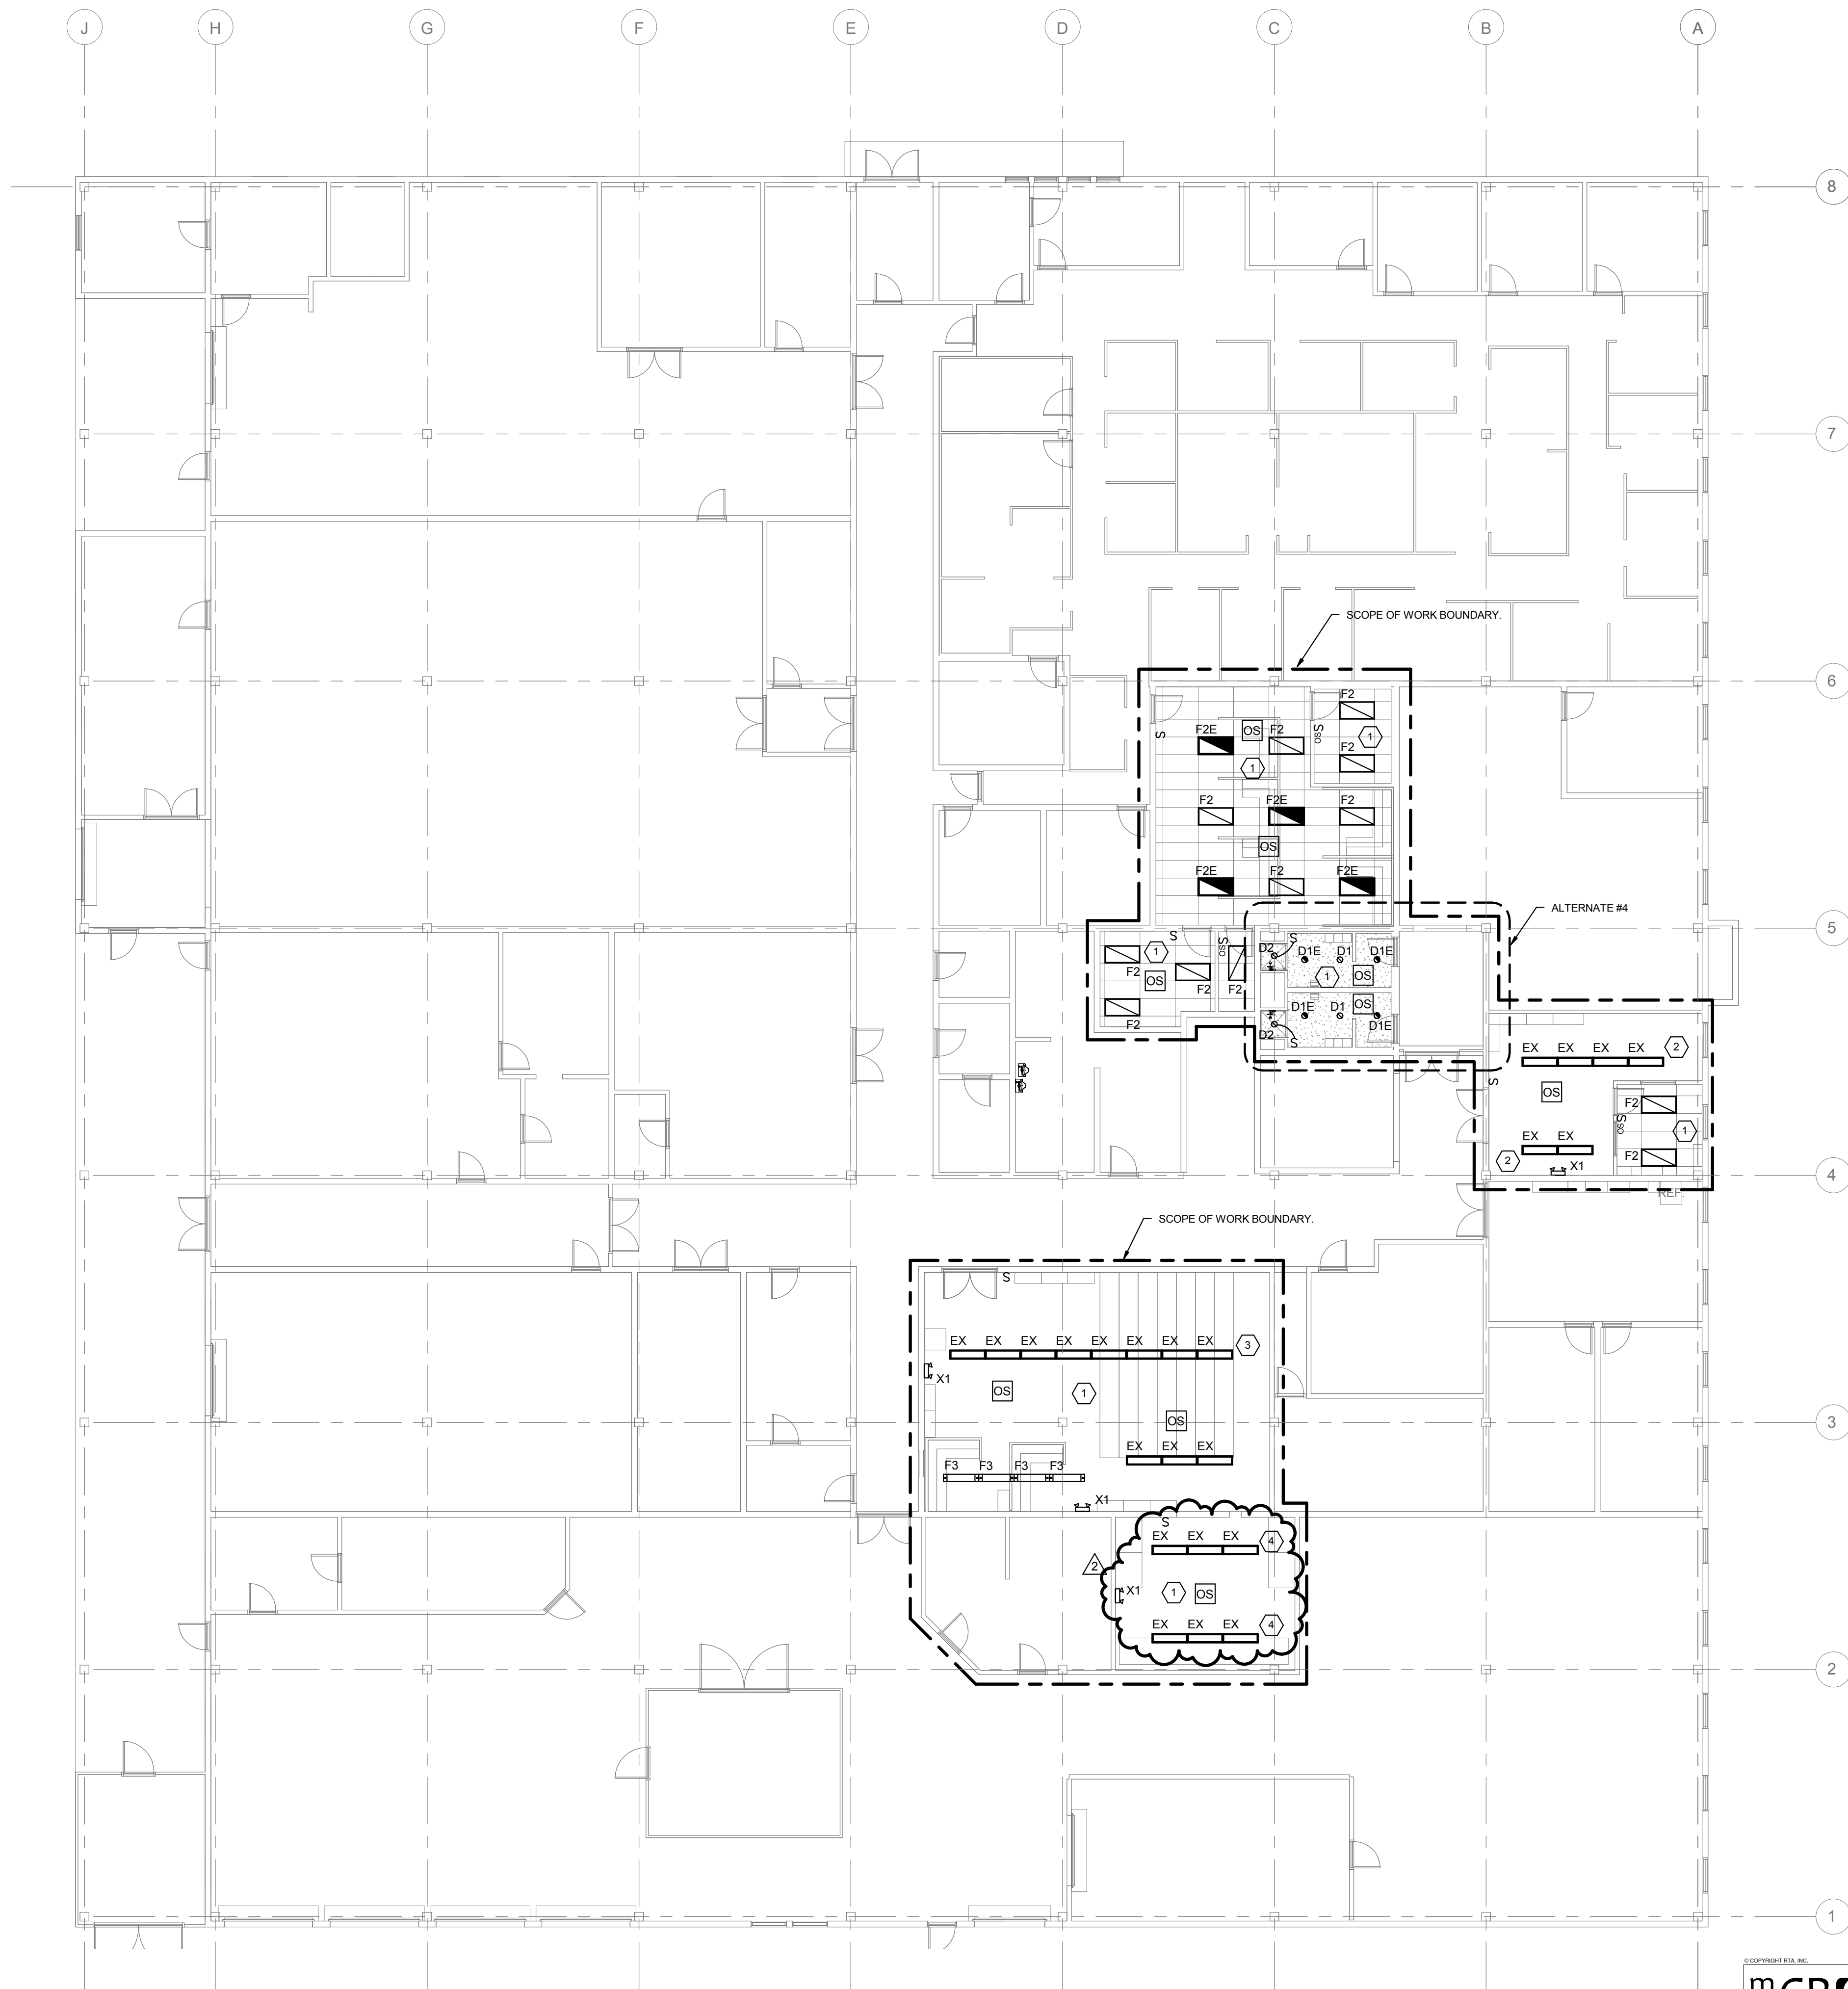 J H G F E D C B A
8
7
SCOPE OF WORK BOUNDARY.
6
F2
F2E OS F2 SSO 1
S
F2
1
F2 F2E F2
OS
F2E F2 F2E
ALTERNATE #4
5
S SSO S
1 D2 D1E D1 D1E
F2 OS F2 F2 1 OS
F2 D1E D1 OS D1E
D2 S
EX EX EX EX 2
S OS
F2
SSO 1
EX EX
2 X1 F2
4
REF.
SCOPE OF WORK BOUNDARY.
S
EX EX EX EX EX EX EX EX 3
X1
OS 1
OS
3
EX EX EX
F3 F3 F3 F3
X1
S
EX EX EX 4
2
X1 1 OS
EX EX EX 4
2
1
© COPYRIGHT RTA, INC.